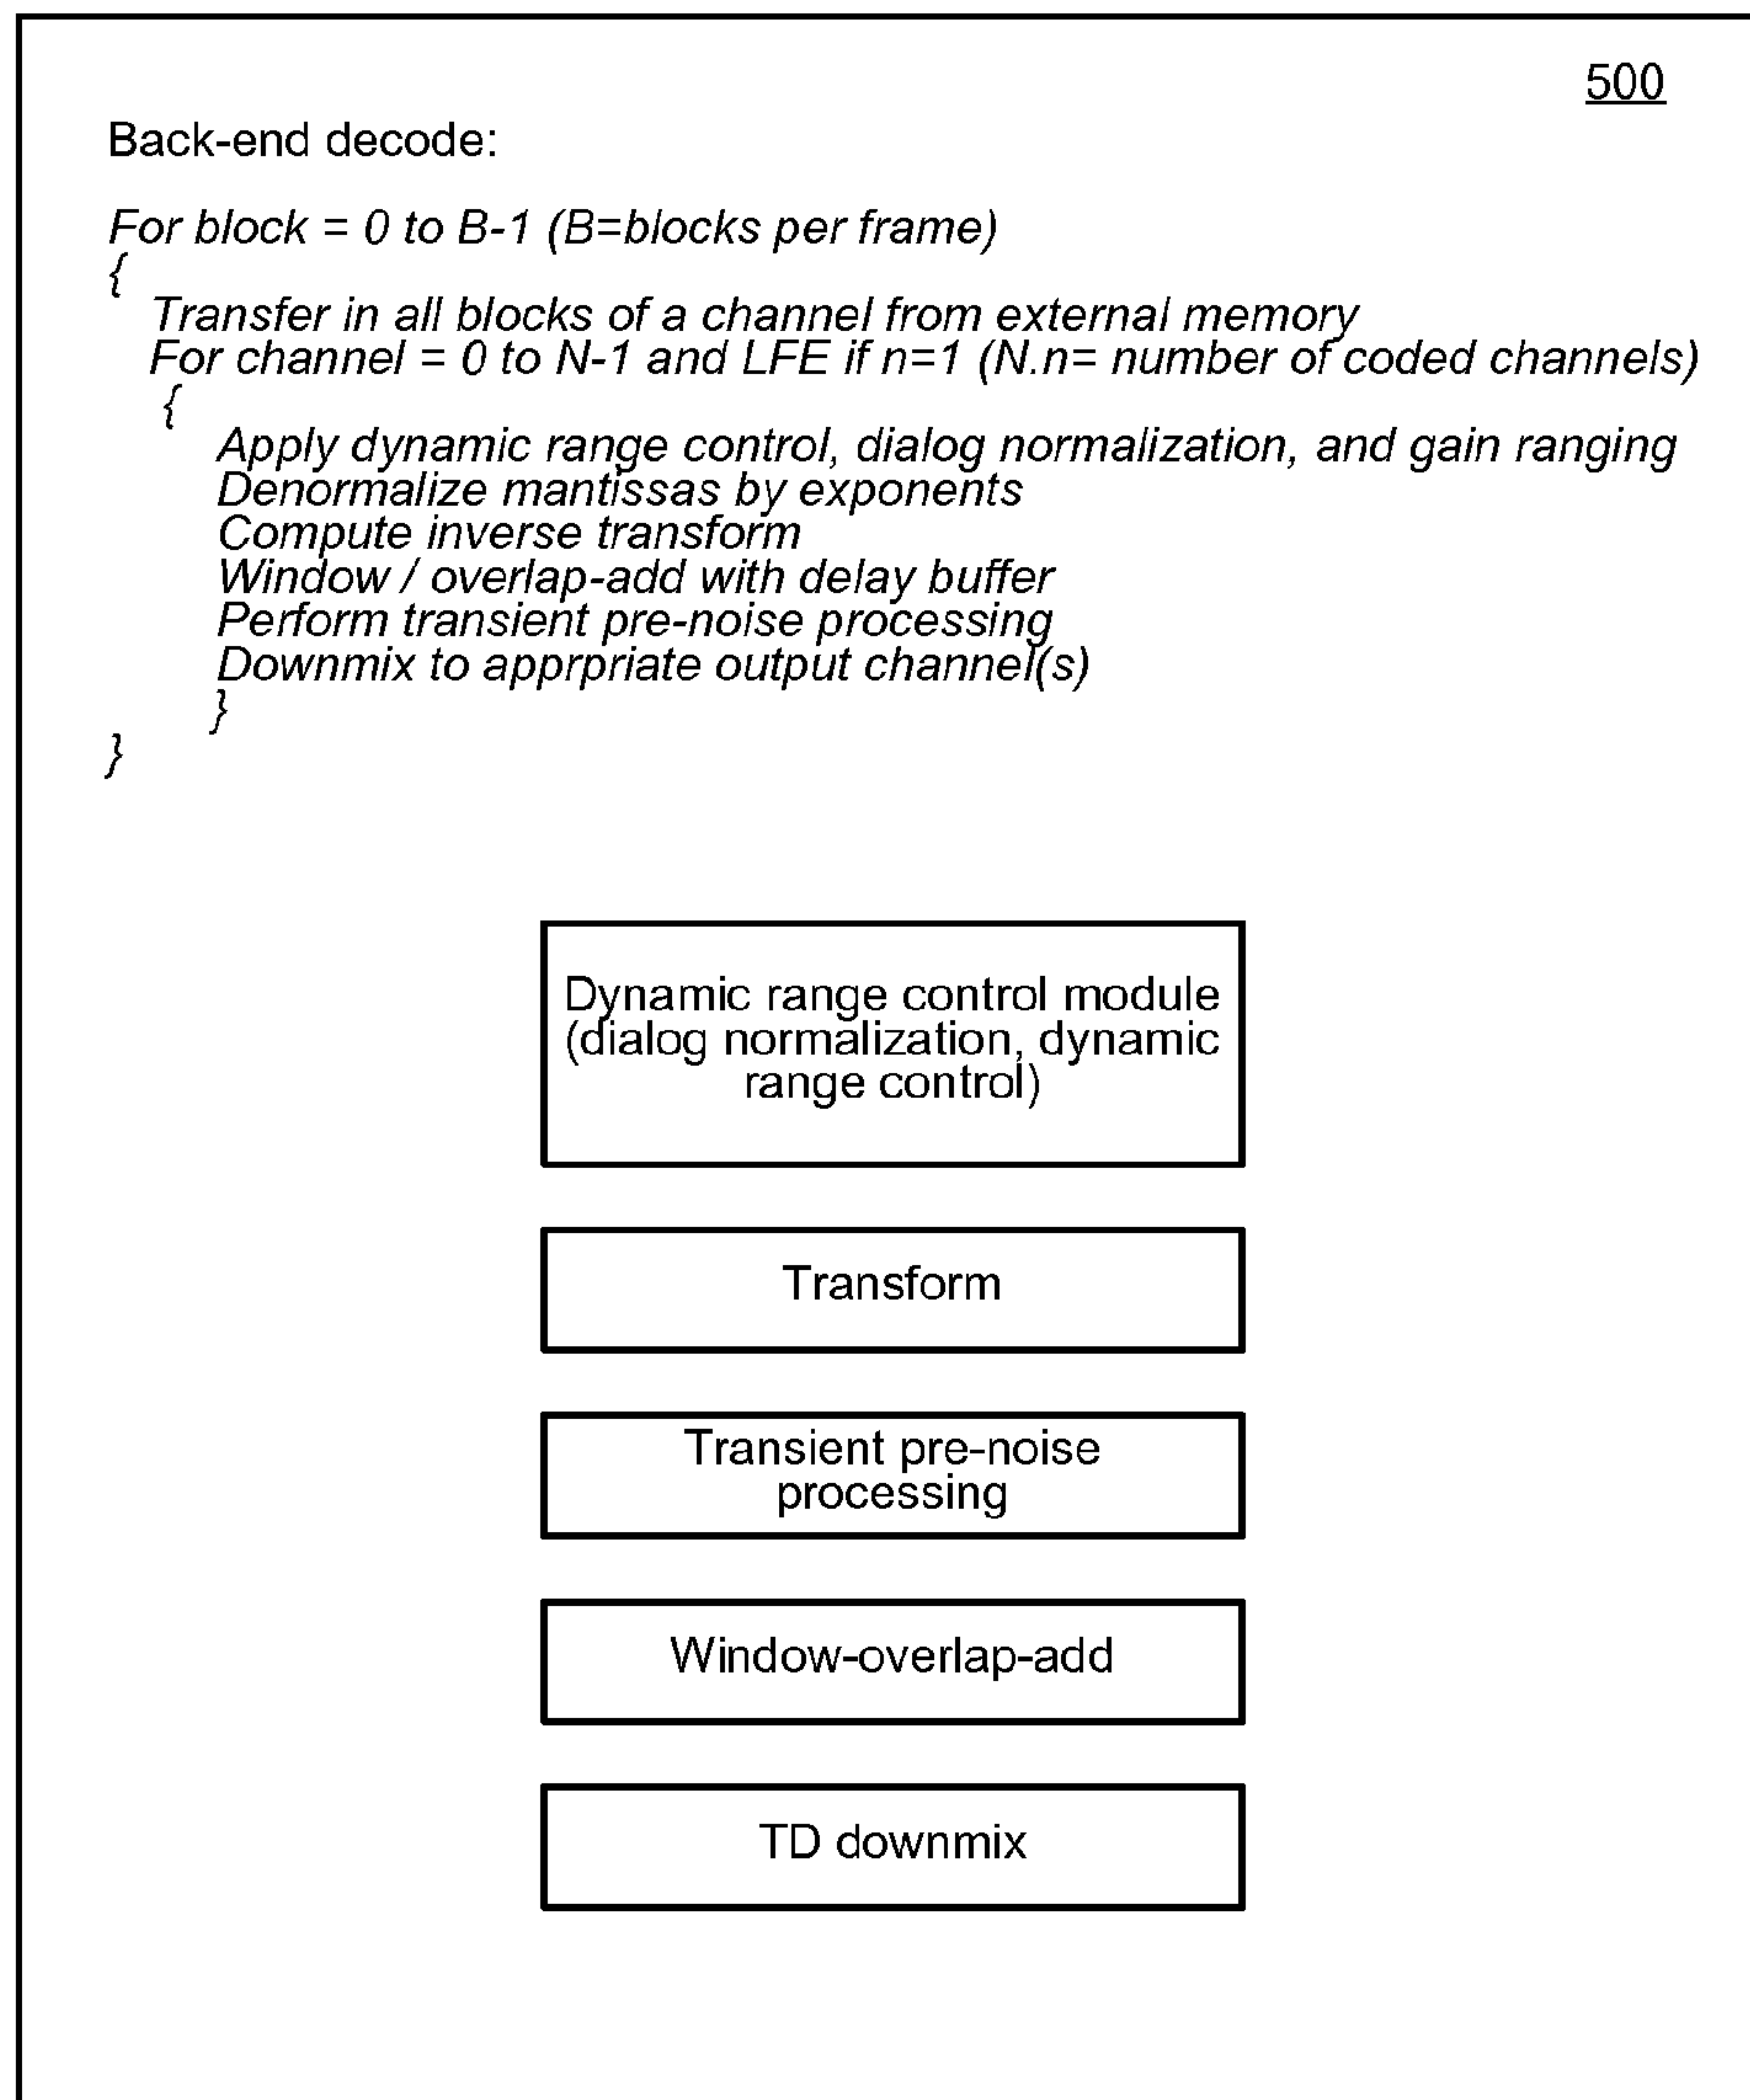 500
Back-end decode:
For block = 0 to B-1 (B=blocks per frame)
{
Transfer in all blocks of a channel from external memory
For channel = 0 to N-1 and LFE if n=1 (N.n= number of coded channels)
{
Apply dynamic range control, dialog normalization, and gain ranging
Denormalize mantissas by exponents
Compute inverse transform
Window / overlap-add with delay buffer
Perform transient pre-noise processing
Downmix to apprpriate output channel(s)
}
}
Dynamic range control module
(dialog normalization, dynamic
range control)
Transform
Transient pre-noise
processing
Window-overlap-add
TD downmix